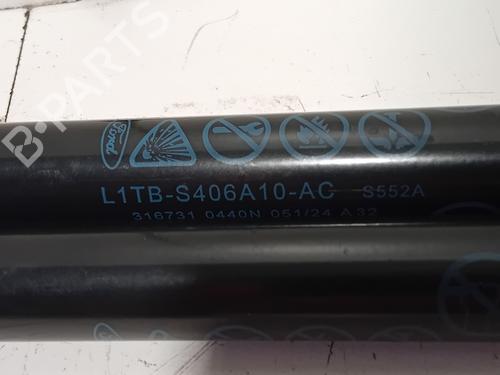 B-PARTS
Ford
L1TB-S406A10-AC S552A
316731 0440N 051/24 A 32